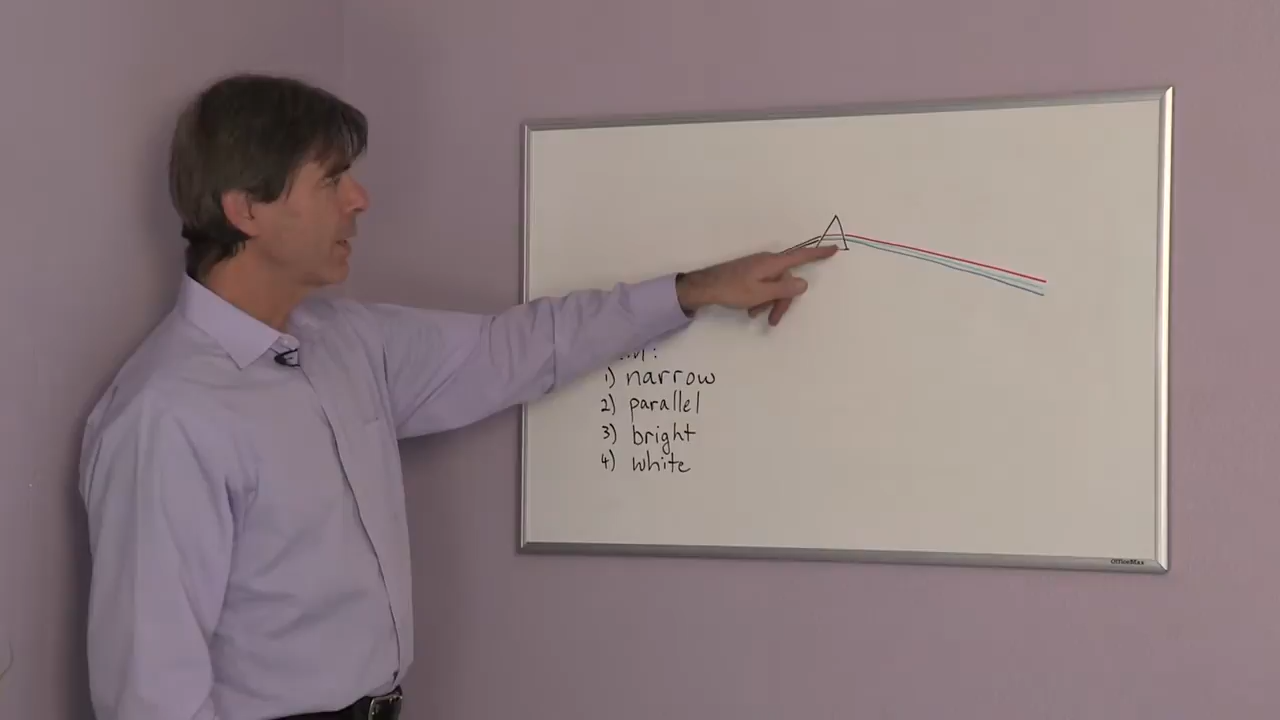 1) narrow
2) parallel
3) bright
4) white
OfficeMax